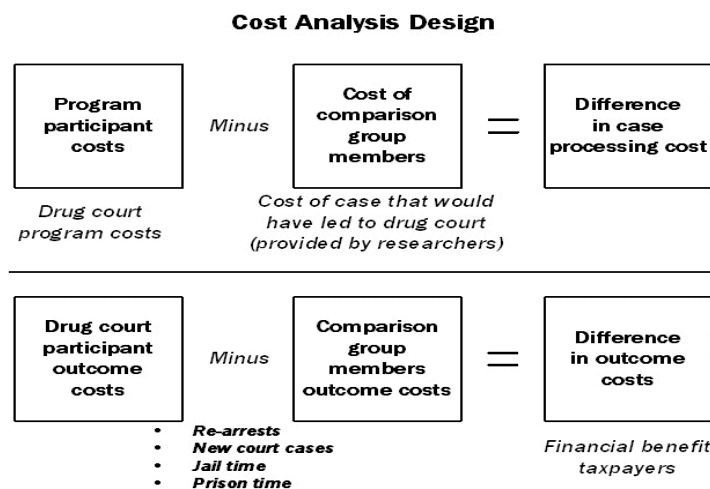 Cost Analysis Design
Program
participant
costs
Minus
Cost of
comparison
group
members
=
Difference
in case
processing cost
Drug court
program costs
Cost of case that would
have led to drug court
(provided by researchers)
Drug court
participant
outcome
costs
Minus
Comparison
group
members
outcome costs
=
Difference
in outcome
costs
• Re-arrests
• New court cases
• Jail time
• Prison time
Financial benefit
taxpayers